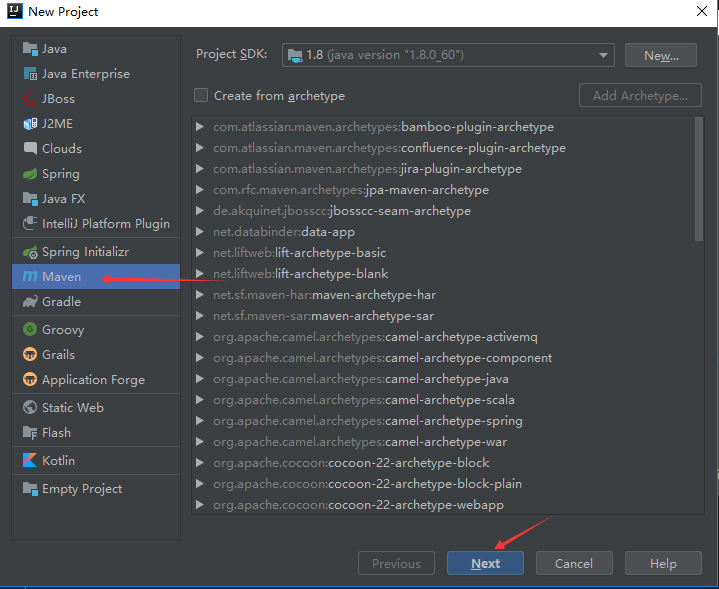 New Project
Java
Java Enterprise
JBoss
J2ME
Clouds
Spring
Java FX
IntelliJ Platform Plugin
Spring Initializr
Maven
Gradle
Groovy
Grails
Application Forge
Static Web
Flash
Kotlin
Empty Project
Project SDK: 1.8 (java version "1.8.0_60") New...
Create from archetype Add Archetype...
com.atlassian.maven.archetypes:bamboo-plugin-archetype
com.atlassian.maven.archetypes:confluence-plugin-archetype
com.atlassian.maven.archetypes:jira-plugin-archetype
com.rfc.maven.archetypes:jpa-maven-archetype
de.akquinet.jbosscc:jbosscc-seam-archetype
net.databinder:data-app
net.liftweb:lift-archetype-basic
net.liftweb:lift-archetype-blank
net.sf.maven-har:maven-archetype-har
net.sf.maven-sar:maven-archetype-sar
org.apache.camel.archetypes:camel-archetype-activemq
org.apache.camel.archetypes:camel-archetype-component
org.apache.camel.archetypes:camel-archetype-java
org.apache.camel.archetypes:camel-archetype-scala
org.apache.camel.archetypes:camel-archetype-spring
org.apache.camel.archetypes:camel-archetype-war
org.apache.cocoon:cocoon-22-archetype-block
org.apache.cocoon:cocoon-22-archetype-block-plain
org.apache.cocoon:cocoon-22-archetype-webapp
Previous Next Cancel Help